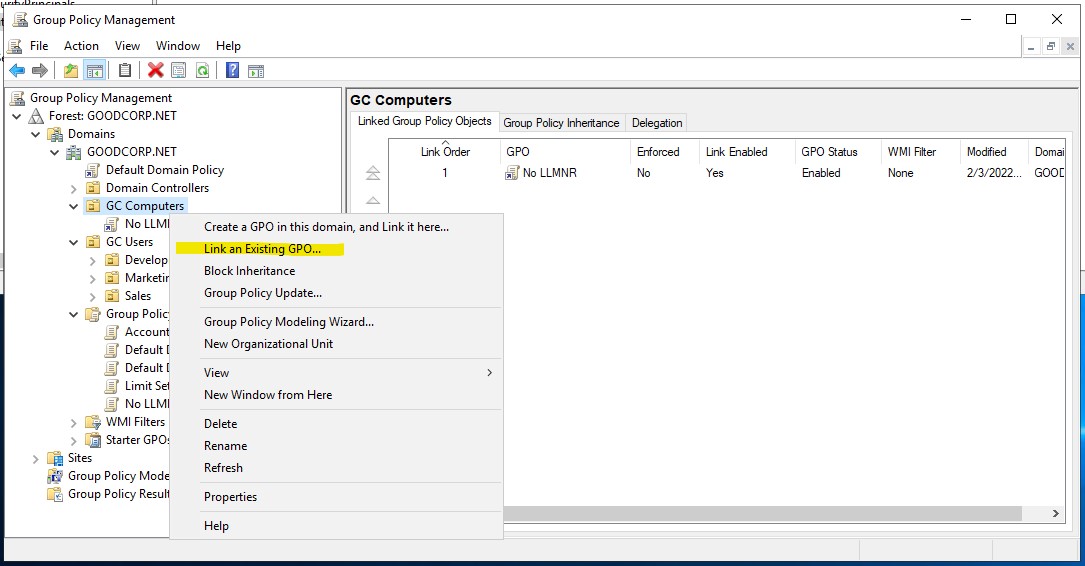 Group Policy Management
File Action View Window Help
Group Policy Management
Forest: GOODCORP.NET
Domains
GOODCORP.NET
Default Domain Policy
Domain Controllers
GC Computers
No LLM
GC Users
Develop
Marketin
Sales
Group Policy
Account
Default
Default
Limit Set
No LLM
WMI Filters
Starter GPOs
Sites
Group Policy Mode
Group Policy Result
GC Computers
Linked Group Policy Objects Group Policy Inheritance Delegation
Link Order GPO Enforced Link Enabled GPO Status WMI Filter Modified Domai
1 No LLMNR No Yes Enabled None 2/3/2022... GOOD
Create a GPO in this domain, and Link it here...
Link an Existing GPO...
Block Inheritance
Group Policy Update...
Group Policy Modeling Wizard...
New Organizational Unit
View
New Window from Here
Delete
Rename
Refresh
Properties
Help